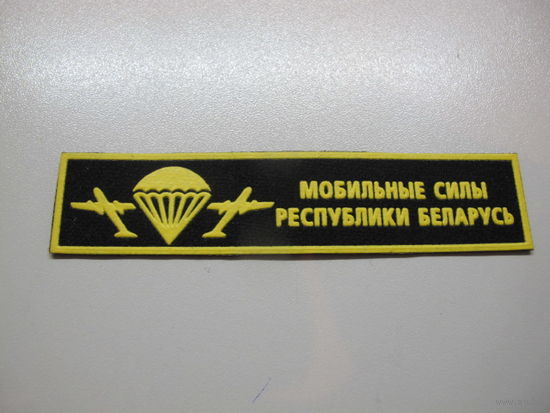 МОБИЛЬНЫЕ СИЛЫ
РЕСПУБЛИКИ БЕЛАРУСЬ